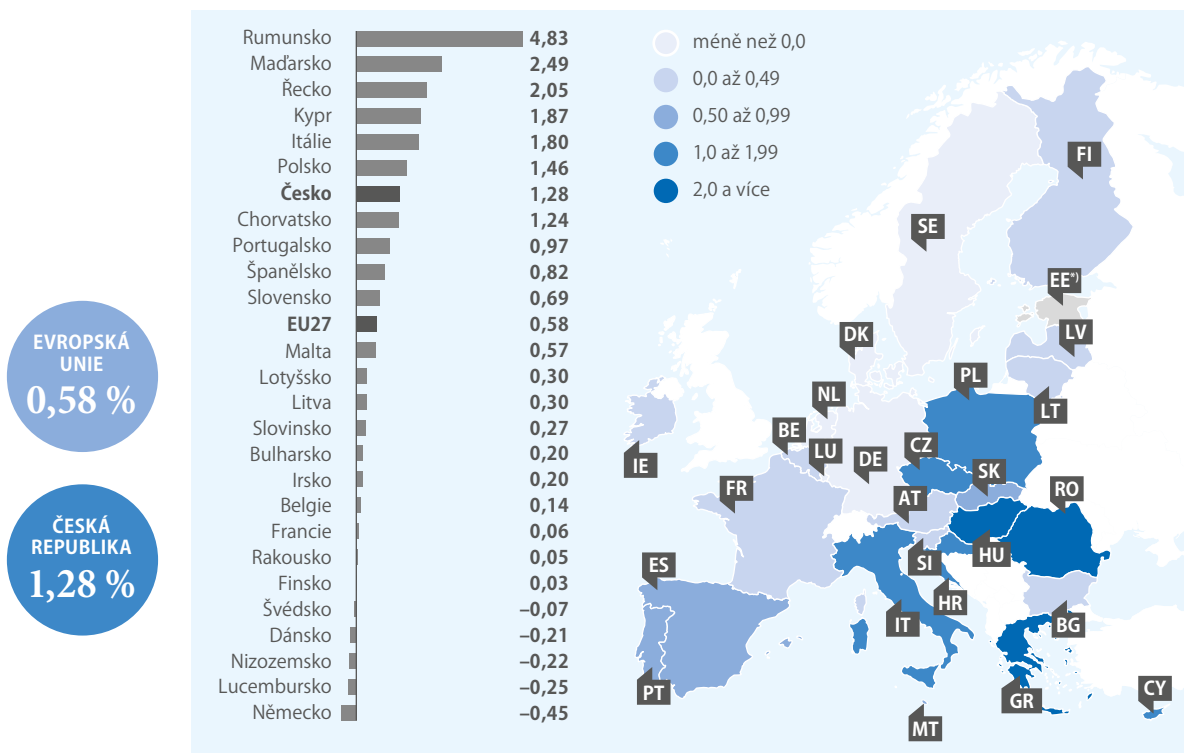 EVROPSKÁ
UNIE
0,58 %
ČESKÁ
REPUBLIKA
1,28 %
Rumunsko 4,83
Maďarsko 2,49
Řecko 2,05
Kypr 1,87
Itálie 1,80
Polsko 1,46
Česko 1,28
Chorvatsko 1,24
Portugalsko 0,97
Španělsko 0,82
Slovensko 0,69
EU27 0,58
Malta 0,57
Lotyšsko 0,30
Litva 0,30
Slovinsko 0,27
Bulharsko 0,20
Irsko 0,20
Belgie 0,14
Francie 0,06
Rakousko 0,05
Finsko 0,03
Švédsko –0,07
Dánsko –0,21
Nizozemsko –0,22
Lucembursko –0,25
Německo –0,45
méně než 0,0
0,0 až 0,49
0,50 až 0,99
1,0 až 1,99
2,0 a více
FI
SE
EE*)
LV
DK
PL
NL
LT
BE
CZ
IE
LU
DE
SK
FR
AT
RO
ES
SI
HU
HR
IT
BG
PT
GR
CY
MT